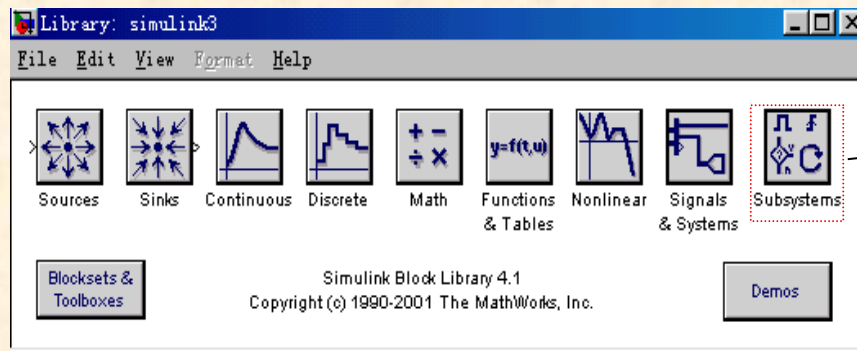 Library: simulink3
File Edit View Format Help
y=f(t,u)
Sources Sinks Continuous Discrete Math Functions & Tables Nonlinear Signals & Systems Subsystems
Blocksets & Toolboxes
Simulink Block Library 4.1
Copyright (c) 1990-2001 The MathWorks, Inc.
Demos